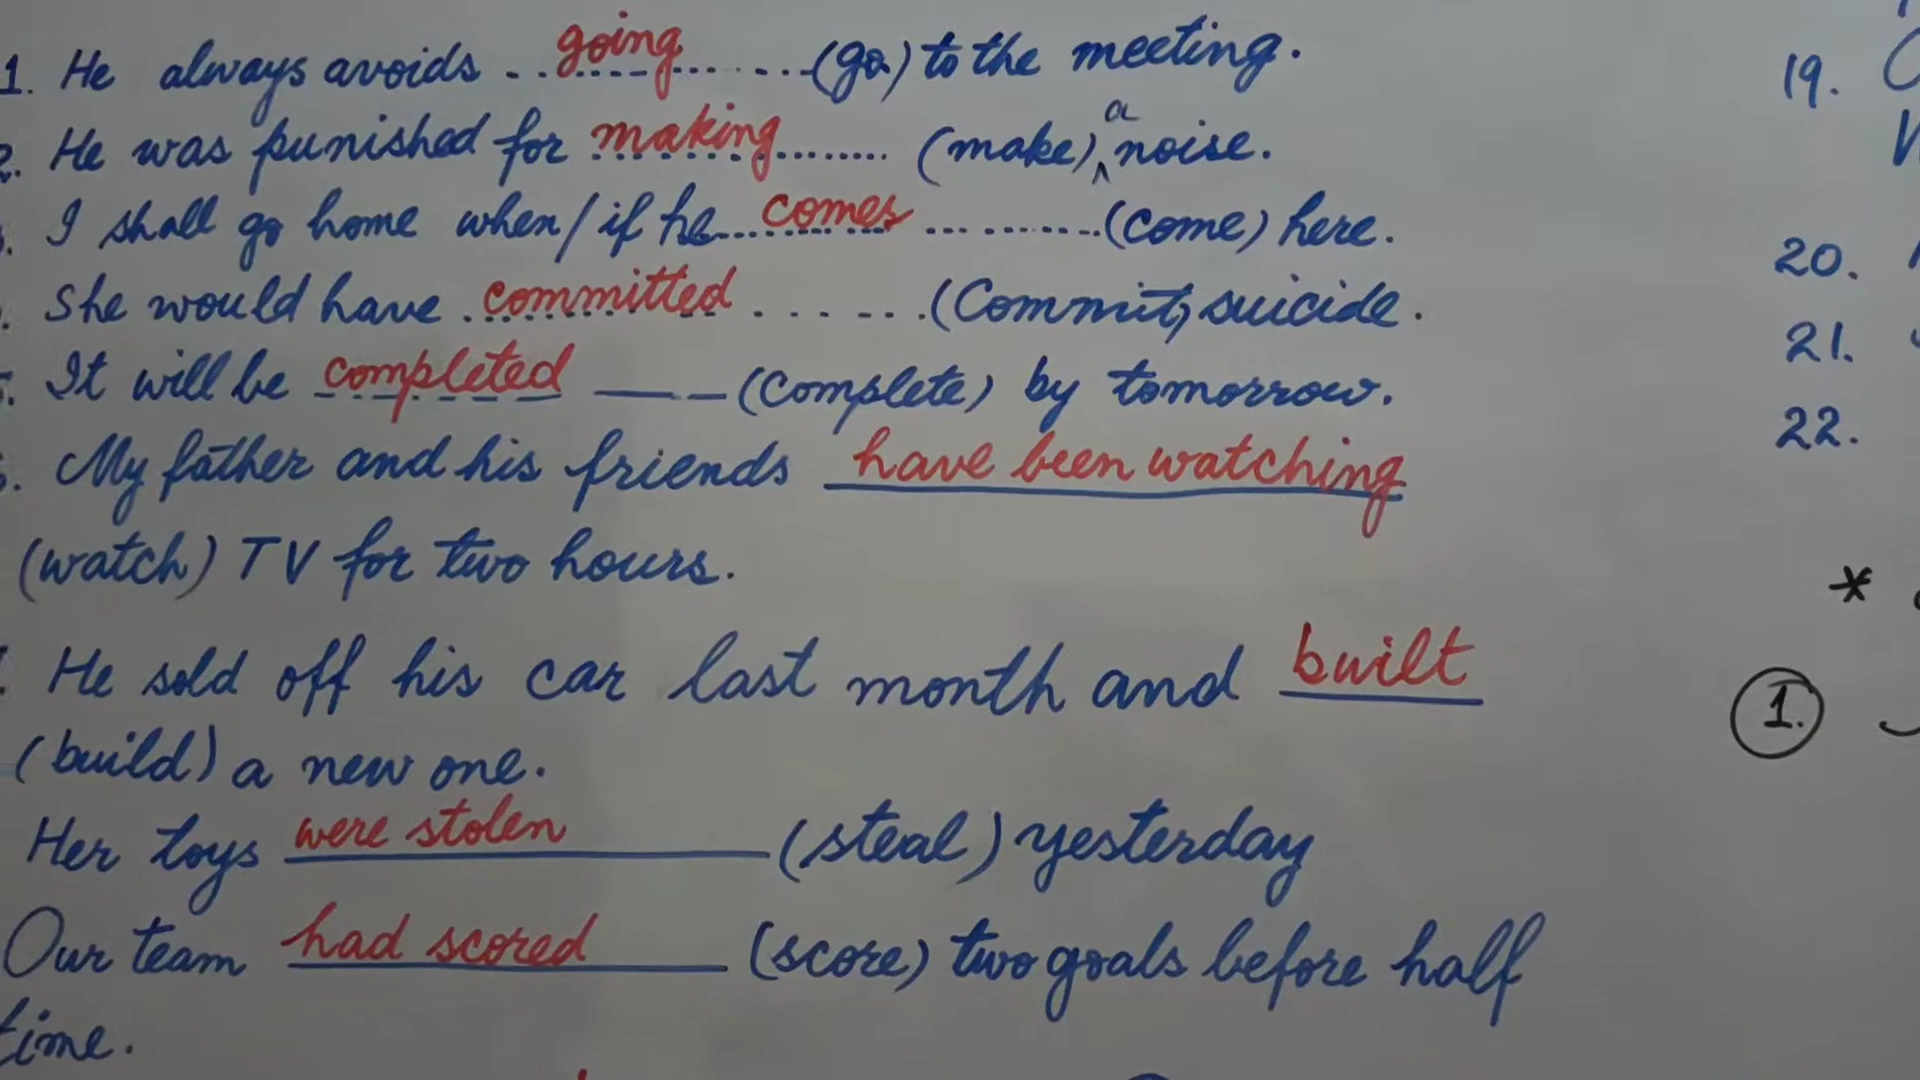 1. He always avoids going (go) to the meeting.
2. He was punished for making (make) a noise.
. I shall go home when/if he comes (come) here.
. She would have committed (Commit) suicide.
. It will be completed (Complete) by tomorrow.
. My father and his friends have been watching
(watch) TV for two hours.
. He sold off his car last month and built
(build) a new one.
Her toys were stolen (steal) yesterday
Our team had scored (score) two goals before half
time.
19.
20.
21.
22.
*
1.